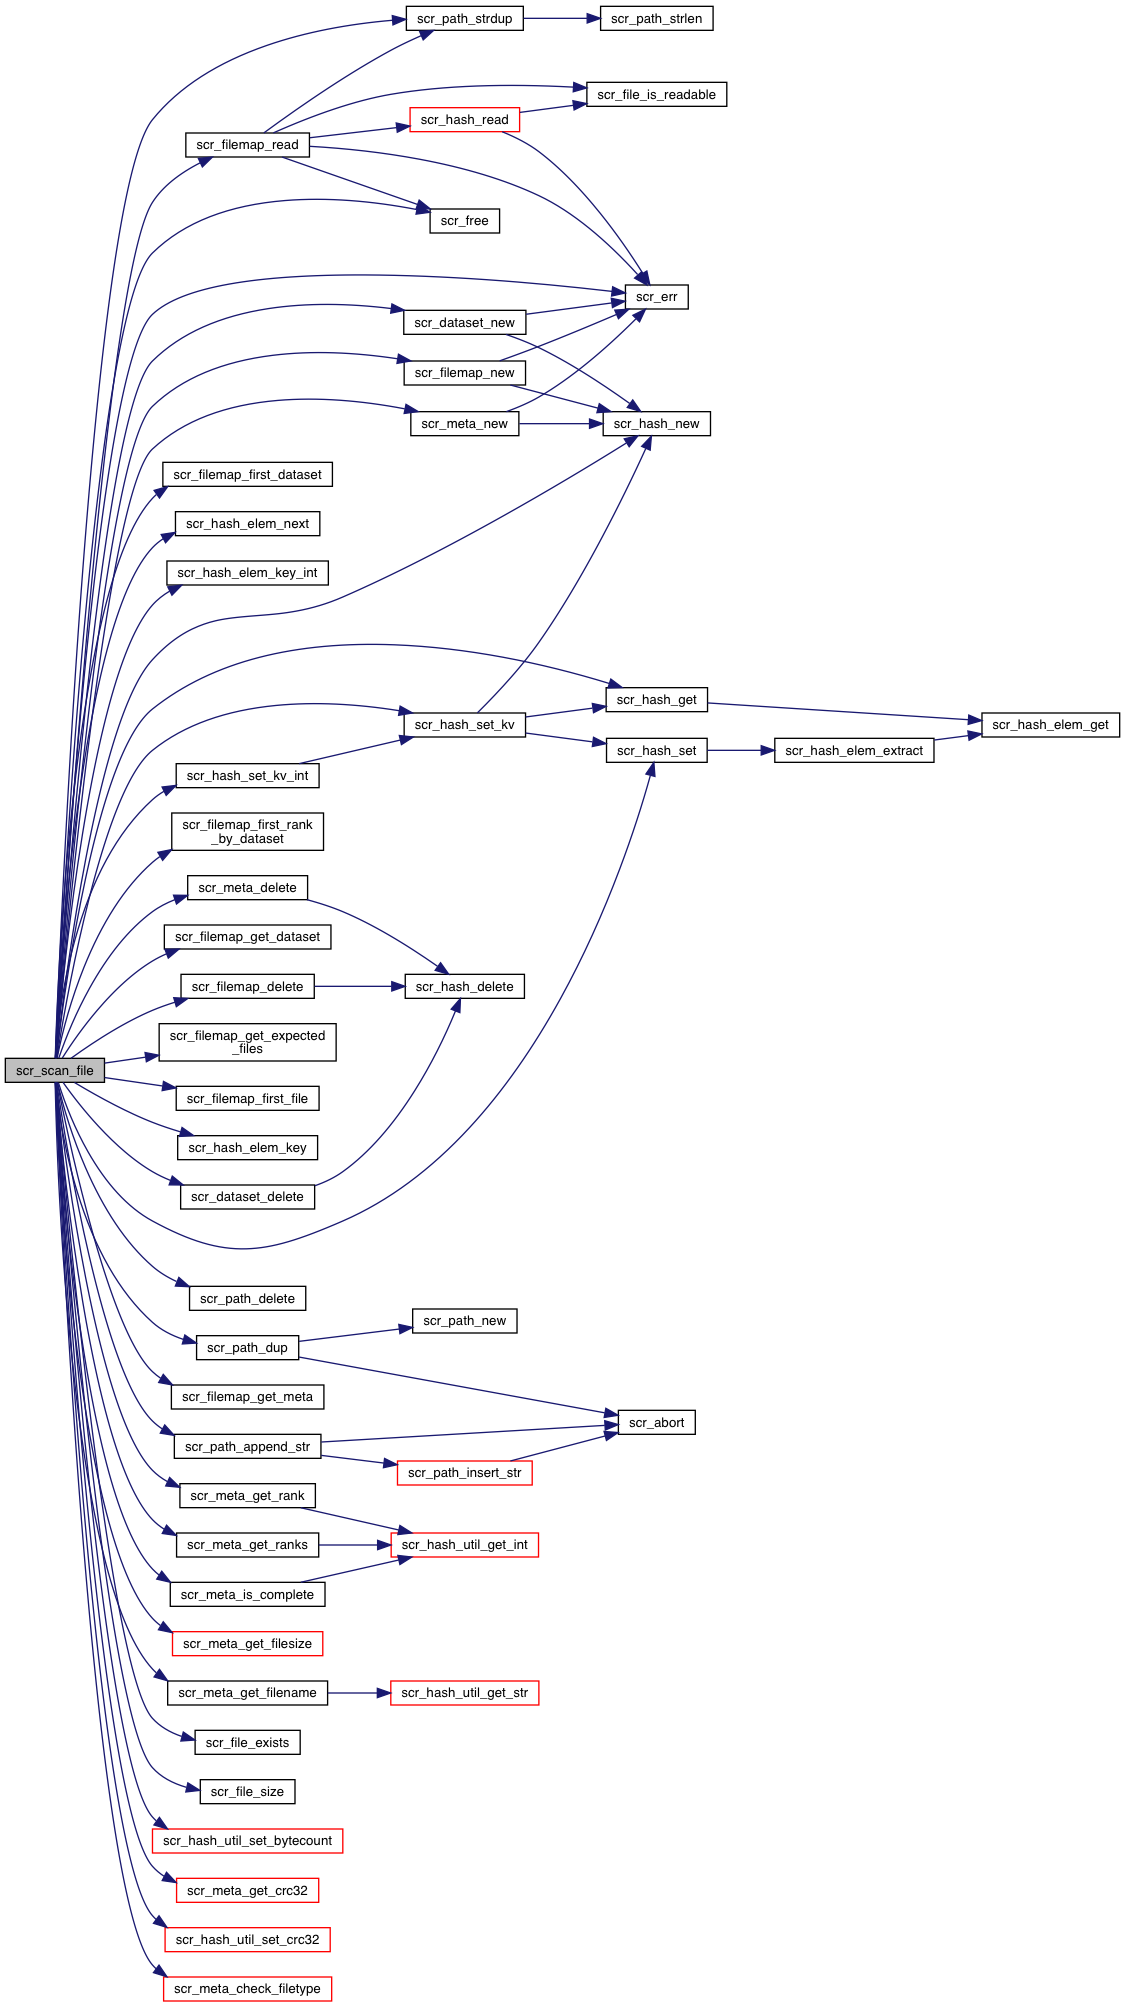 scr_path_strdup
scr_path_strlen
scr_file_is_readable
scr_hash_read
scr_filemap_read
scr_free
scr_err
scr_dataset_new
scr_filemap_new
scr_meta_new
scr_hash_new
scr_filemap_first_dataset
scr_hash_elem_next
scr_hash_elem_key_int
scr_hash_get
scr_hash_set_kv
scr_hash_elem_get
scr_hash_set
scr_hash_elem_extract
scr_hash_set_kv_int
scr_filemap_first_rank
_by_dataset
scr_meta_delete
scr_filemap_get_dataset
scr_filemap_delete
scr_hash_delete
scr_filemap_get_expected
_files
scr_scan_file
scr_filemap_first_file
scr_hash_elem_key
scr_dataset_delete
scr_path_delete
scr_path_new
scr_path_dup
scr_filemap_get_meta
scr_abort
scr_path_append_str
scr_path_insert_str
scr_meta_get_rank
scr_meta_get_ranks
scr_hash_util_get_int
scr_meta_is_complete
scr_meta_get_filesize
scr_meta_get_filename
scr_hash_util_get_str
scr_file_exists
scr_file_size
scr_hash_util_set_bytecount
scr_meta_get_crc32
scr_hash_util_set_crc32
scr_meta_check_filetype